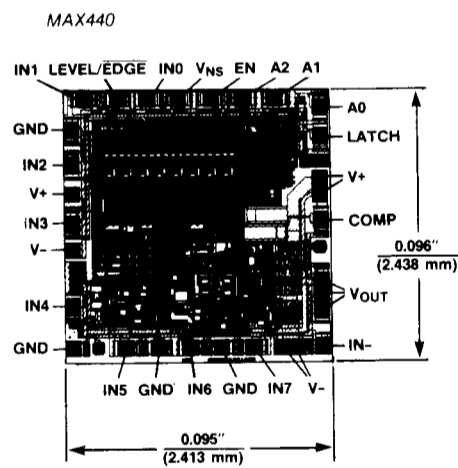 MAX440
IN1 LEVEL/EDGE IN0 VNS EN A2 A1
A0
GND
LATCH
IN2
V+
V+
IN3
COMP
V-
0.096"
(2.438 mm)
VOUT
IN4
GND
IN-
IN5 GND IN6 GND IN7 V-
0.095"
(2.413 mm)